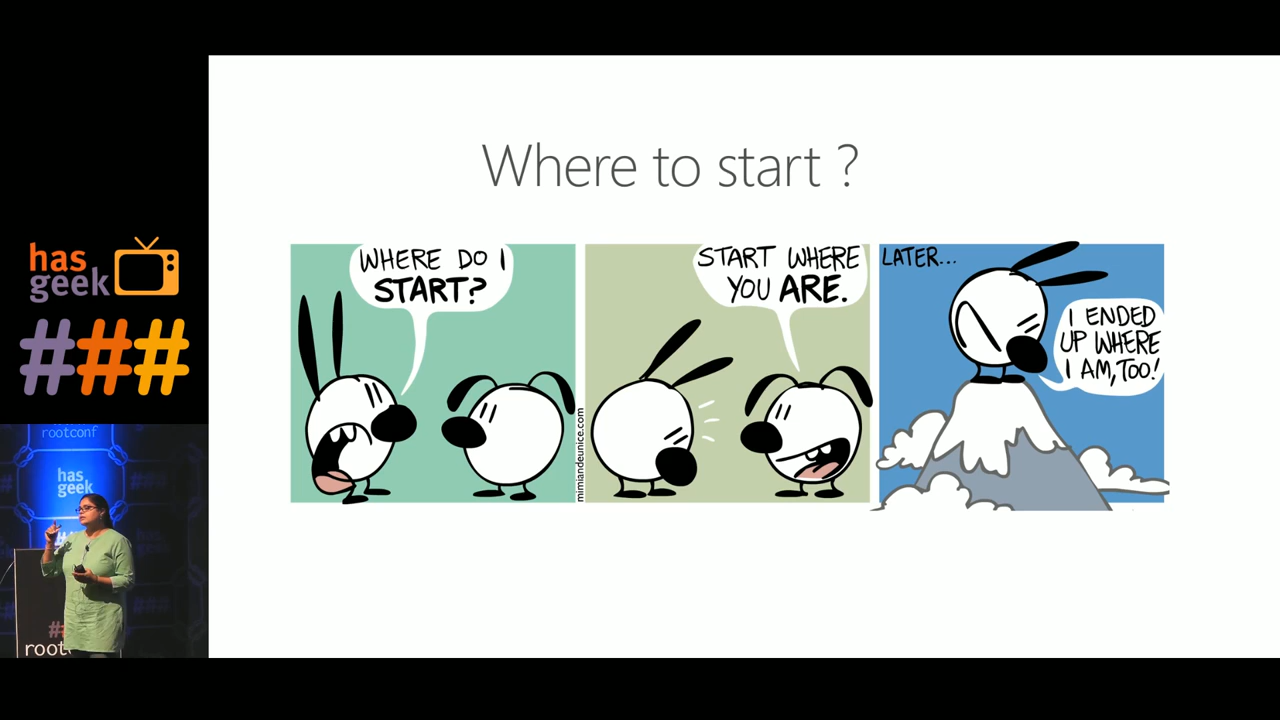 Where to start ?
WHERE DO I
START?
START WHERE
YOU ARE.
LATER...
I ENDED
UP WHERE
I AM, TOO!
mimiandeunice.com
has
geek
###
rootconf
has
geek
###
root